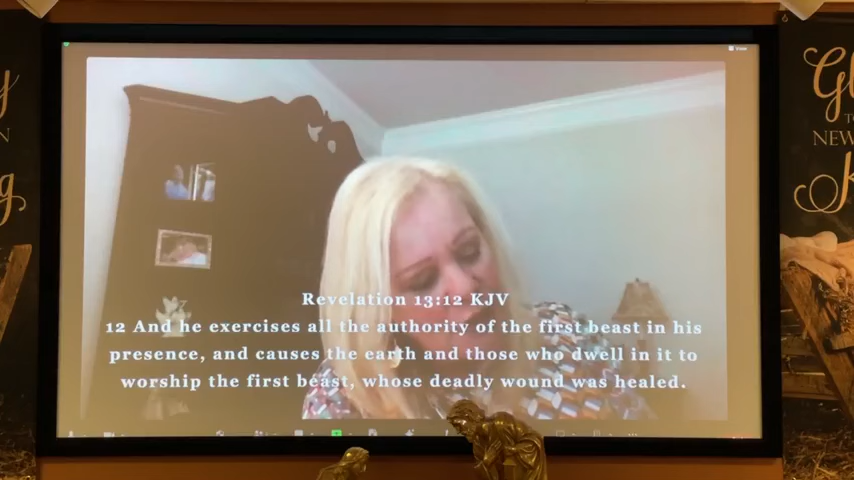 View
Revelation 13:12 KJV
12 And he exercises all the authority of the first beast in his
presence, and causes the earth and those who dwell in it to
worship the first beast, whose deadly wound was healed.
NEW